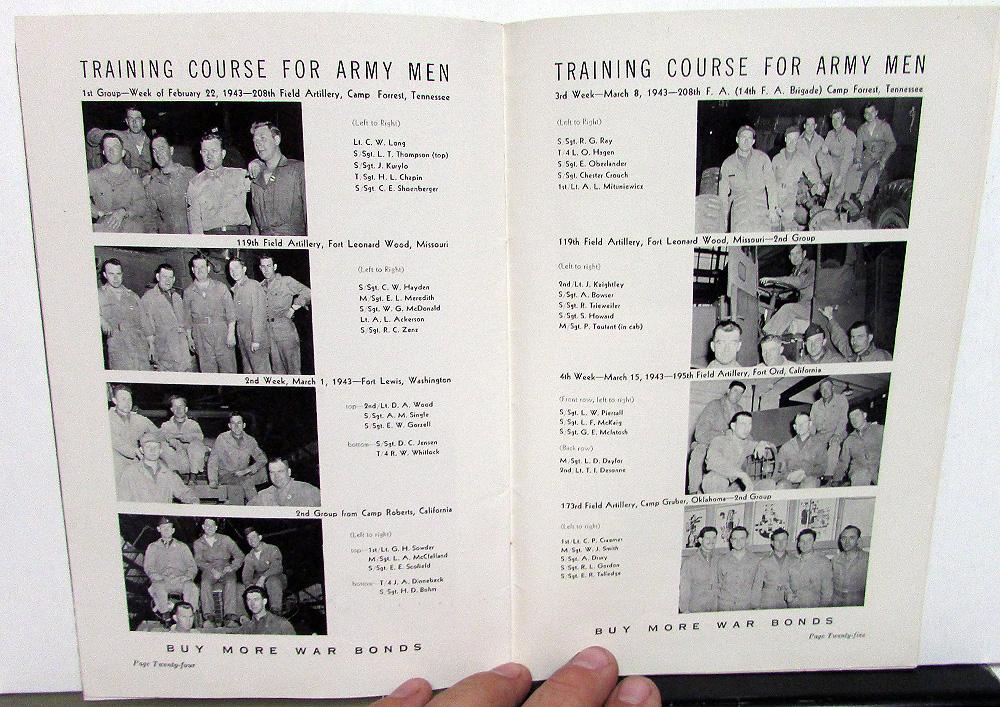 TRAINING COURSE FOR ARMY MEN
1st Group—Week of February 22, 1943—208th Field Artillery, Camp Forrest, Tennessee
(Left to Right)
Lt. C. W. Long
S/Sgt. L. T. Thompson (top)
S/Sgt. J. Kurylo
T/Sgt. H. L. Chapin
S/Sgt. C. E. Shoenberger
119th Field Artillery, Fort Leonard Wood, Missouri
(Left to Right)
S/Sgt. C. W. Hayden
M/Sgt. E. L. Meredith
S/Sgt. W. G. McDonald
Lt. A. L. Ackerson
S/Sgt. R. C. Zenz
2nd Week, March 1, 1943—Fort Lewis, Washington
top—2nd/Lt. D. A. Wood
S/Sgt. A. M. Single
S/Sgt. E. W. Gorzell
bottom—S/Sgt. D. C. Jensen
T/4 R. W. Whitlock
2nd Group from Camp Roberts, California
(Left to right)
top—1st/Lt. G. H. Sowder
M/Sgt. L. A. McClelland
S/Sgt. E. E. Scofield
bottom—T/4 J. A. Dinneback
S/Sgt. H. D. Bohm
BUY MORE WAR BONDS
Page Twenty-four
TRAINING COURSE FOR ARMY MEN
3rd Week—March 8, 1943—208th F. A. (14th F. A. Brigade) Camp Forrest, Tennessee
(Left to Right)
S/Sgt. R. G. Ray
T/4 L. O. Hagen
S/Sgt. E. Oberlander
S/Sgt. Chester Crouch
1st/Lt. A. L. Mituniewicz
119th Field Artillery, Fort Leonard Wood, Missouri—2nd Group
(Left to right)
2nd/Lt. J. Knightley
S/Sgt. A. Bowser
S/Sgt. R. Trieweiler
S/Sgt. S. Howard
M/Sgt. P. Toutant (in cab)
4th Week—March 15, 1943—195th Field Artillery, Fort Ord, California
(Front row, left to right)
S/Sgt. L. W. Piersall
S/Sgt. L. F. McKaig
S/Sgt. G. E. McIntosh
(Back row)
M/Sgt. L. D. Daylor
2nd/Lt. T. I. Desonne
173rd Field Artillery, Camp Gruber, Oklahoma—2nd Group
(Left to right)
1st/Lt. C. P.
M/Sgt. W. J. Smith
S/Sgt. A. Drury
S/Sgt. R. L. Gordon
S/Sgt. E. R. Talledge
BUY MORE WAR BONDS
Page Twenty-five